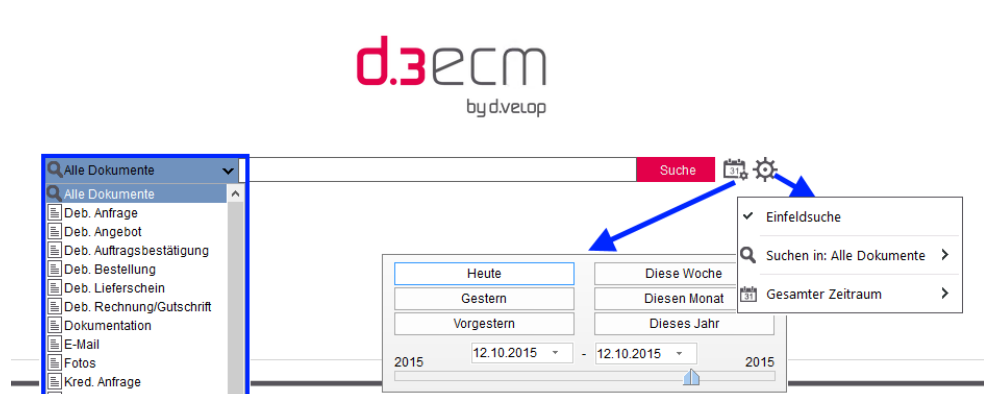 d.3ecm
by d.velop
Alle Dokumente
Suche
31
Alle Dokumente
Deb. Anfrage
Deb. Angebot
Deb. Auftragsbestätigung
Deb. Bestellung
Deb. Lieferschein
Deb. Rechnung/Gutschrift
Dokumentation
E-Mail
Fotos
Kred. Anfrage
Heute
Diese Woche
Gestern
Diesen Monat
Vorgestern
Dieses Jahr
2015
12.10.2015 - 12.10.2015
2015
Einfeldsuche
Suchen in: Alle Dokumente
31
Gesamter Zeitraum